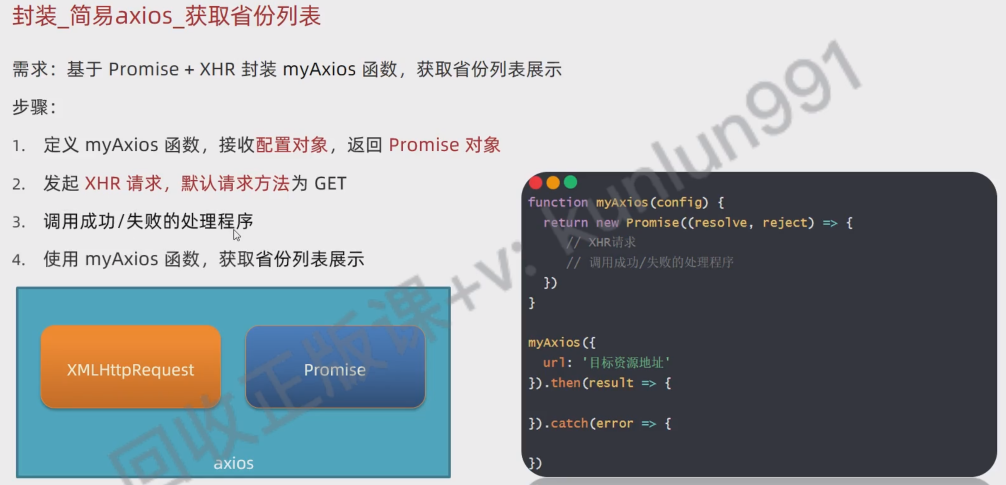 封装_简易axios_获取省份列表
需求：基于 Promise + XHR 封装 myAxios 函数，获取省份列表展示
步骤：
1. 定义 myAxios 函数，接收配置对象，返回 Promise 对象
2. 发起 XHR 请求，默认请求方法为 GET
3. 调用成功/失败的处理程序
4. 使用 myAxios 函数，获取省份列表展示
XMLHttpRequest
Promise
axios
function myAxios(config) {
return new Promise((resolve, reject) => {
// XHR请求
// 调用成功/失败的处理程序
})
}
myAxios({
url: '目标资源地址'
}).then(result => {
}).catch(error => {
})
回收正版课+v: kunlun991